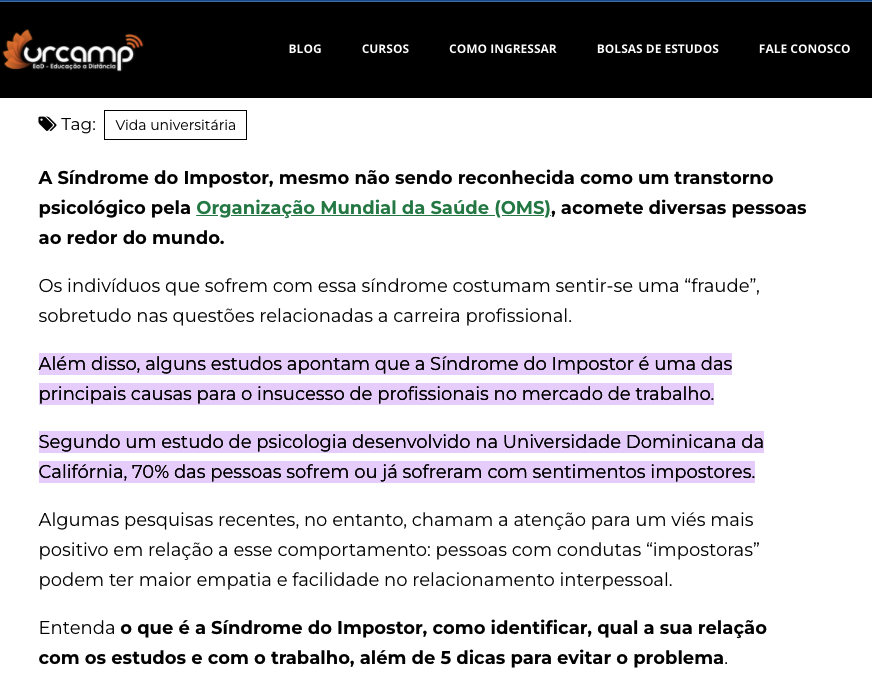 urcamp
EaD - Educação a Distância
BLOG
CURSOS
COMO INGRESSAR
BOLSAS DE ESTUDOS
FALE CONOSCO
Tag: Vida universitária
A Síndrome do Impostor, mesmo não sendo reconhecida como um transtorno
psicológico pela Organização Mundial da Saúde (OMS), acomete diversas pessoas
ao redor do mundo.
Os indivíduos que sofrem com essa síndrome costumam sentir-se uma “fraude”,
sobretudo nas questões relacionadas a carreira profissional.
Além disso, alguns estudos apontam que a Síndrome do Impostor é uma das
principais causas para o insucesso de profissionais no mercado de trabalho.
Segundo um estudo de psicologia desenvolvido na Universidade Dominicana da
Califórnia, 70% das pessoas sofrem ou já sofreram com sentimentos impostores.
Algumas pesquisas recentes, no entanto, chamam a atenção para um viés mais
positivo em relação a esse comportamento: pessoas com condutas “impostoras”
podem ter maior empatia e facilidade no relacionamento interpessoal.
Entenda o que é a Síndrome do Impostor, como identificar, qual a sua relação
com os estudos e com o trabalho, além de 5 dicas para evitar o problema.